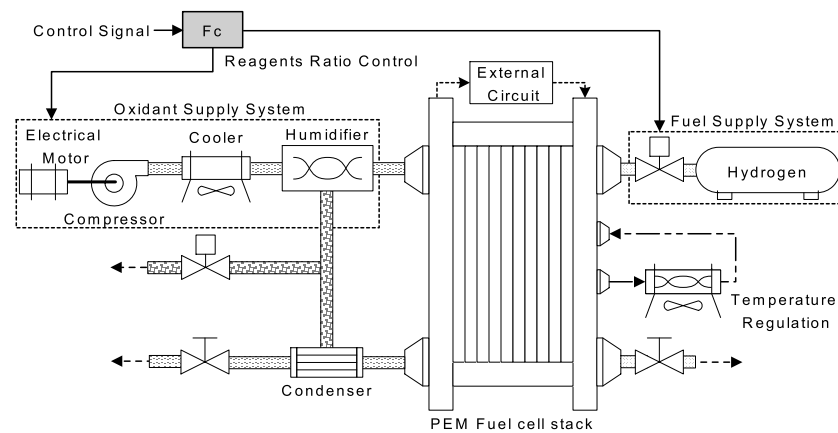 Control Signal
Fc
Reagents Ratio Control
External
Circuit
Oxidant Supply System
Fuel Supply System
Electrical
Motor
Cooler
Humidifier
Hydrogen
Compressor
Temperature
Regulation
Condenser
PEM Fuel cell stack